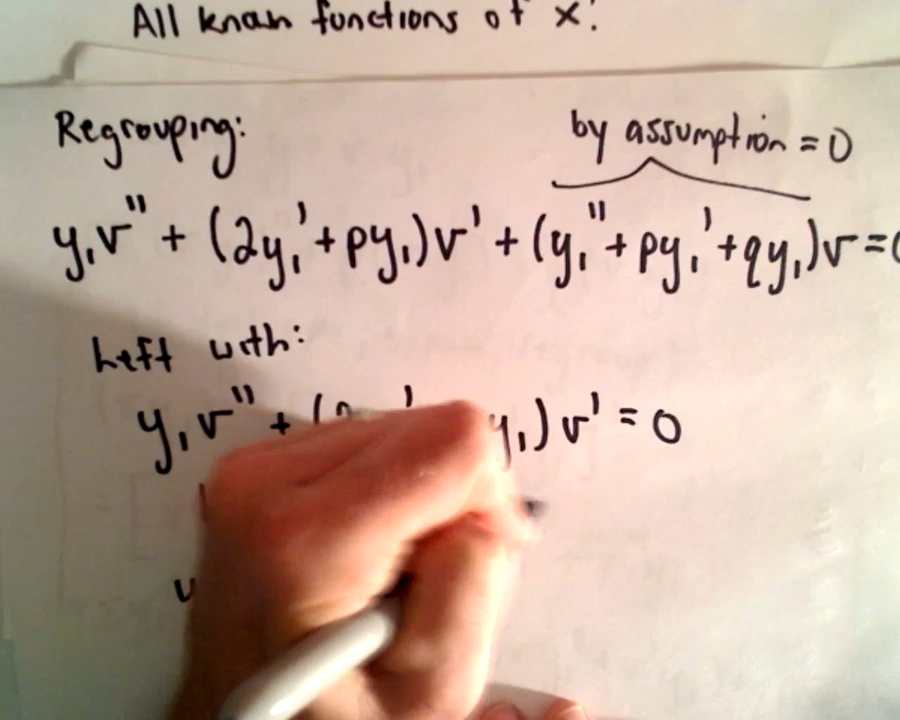 All known functions of x.
Regrouping:
by assumption = 0
y₁v'' + (2y₁' + py₁)v' + (y₁'' + py₁' + qy₁)v = 0
Left with:
y₁v'' + (2 ' y₁)v' = 0